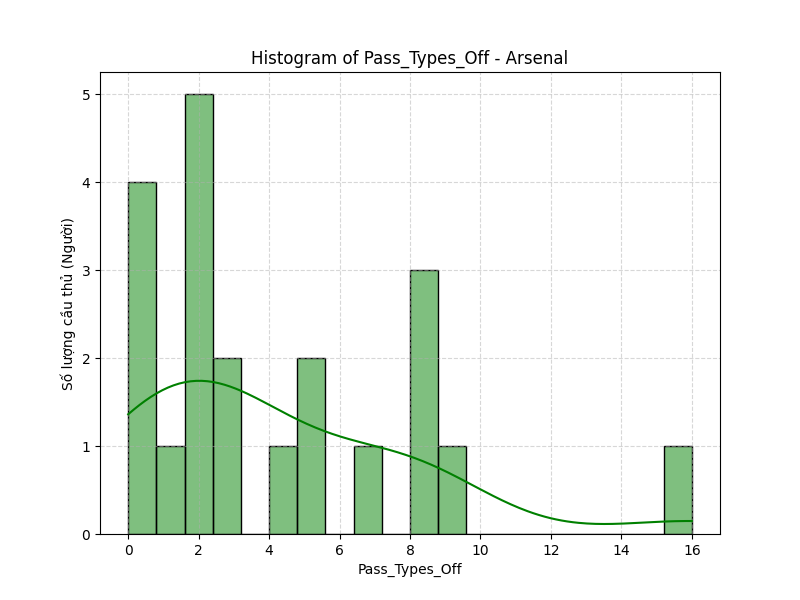 Histogram of Pass_Types_Off - Arsenal
Số lượng cầu thủ (Người)
5
4
3
2
1
0
0 2 4 6 8 10 12 14 16
Pass_Types_Off